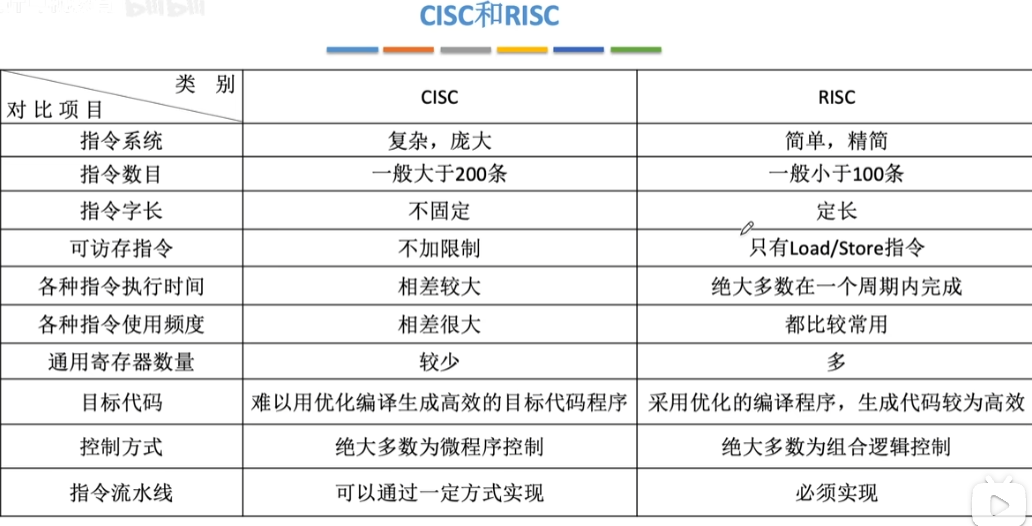 CISC和RISC
类 别
对比项目
CISC
RISC
指令系统
复杂，庞大
简单，精简
指令数目
一般大于200条
一般小于100条
指令字长
不固定
定长
可访存指令
不加限制
只有Load/Store指令
各种指令执行时间
相差较大
绝大多数在一个周期内完成
各种指令使用频度
相差很大
都比较常用
通用寄存器数量
较少
多
目标代码
难以用优化编译生成高效的目标代码程序
采用优化的编译程序，生成代码较为高效
控制方式
绝大多数为微程序控制
绝大多数为组合逻辑控制
指令流水线
可以通过一定方式实现
必须实现